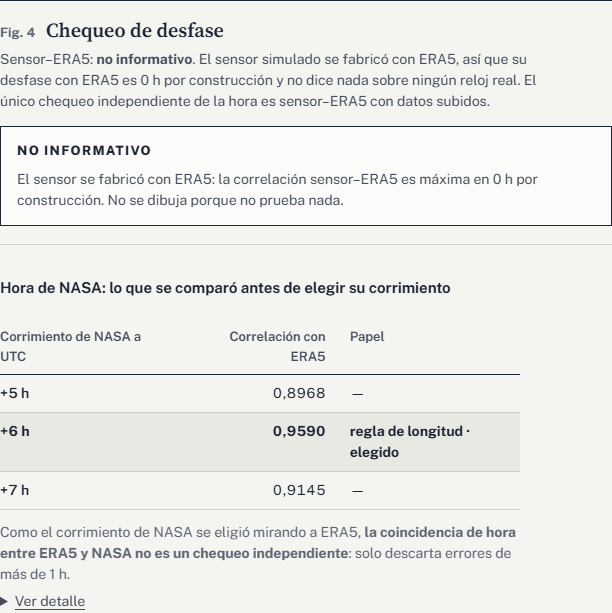 Fig. 4 Chequeo de desfase
Sensor–ERA5: no informativo. El sensor simulado se fabricó con ERA5, así que su
desfase con ERA5 es 0 h por construcción y no dice nada sobre ningún reloj real. El
único chequeo independiente de la hora es sensor–ERA5 con datos subidos.
NO INFORMATIVO
El sensor se fabricó con ERA5: la correlación sensor–ERA5 es máxima en 0 h por
construcción. No se dibuja porque no prueba nada.
Hora de NASA: lo que se comparó antes de elegir su corrimiento
Corrimiento de NASA a
UTC
Correlación con
ERA5
Papel
+5 h 0,8968 —
+6 h 0,9590 regla de longitud ·
elegido
+7 h 0,9145 —
Como el corrimiento de NASA se eligió mirando a ERA5, la coincidencia de hora
entre ERA5 y NASA no es un chequeo independiente: solo descarta errores de
más de 1 h.
▶ Ver detalle